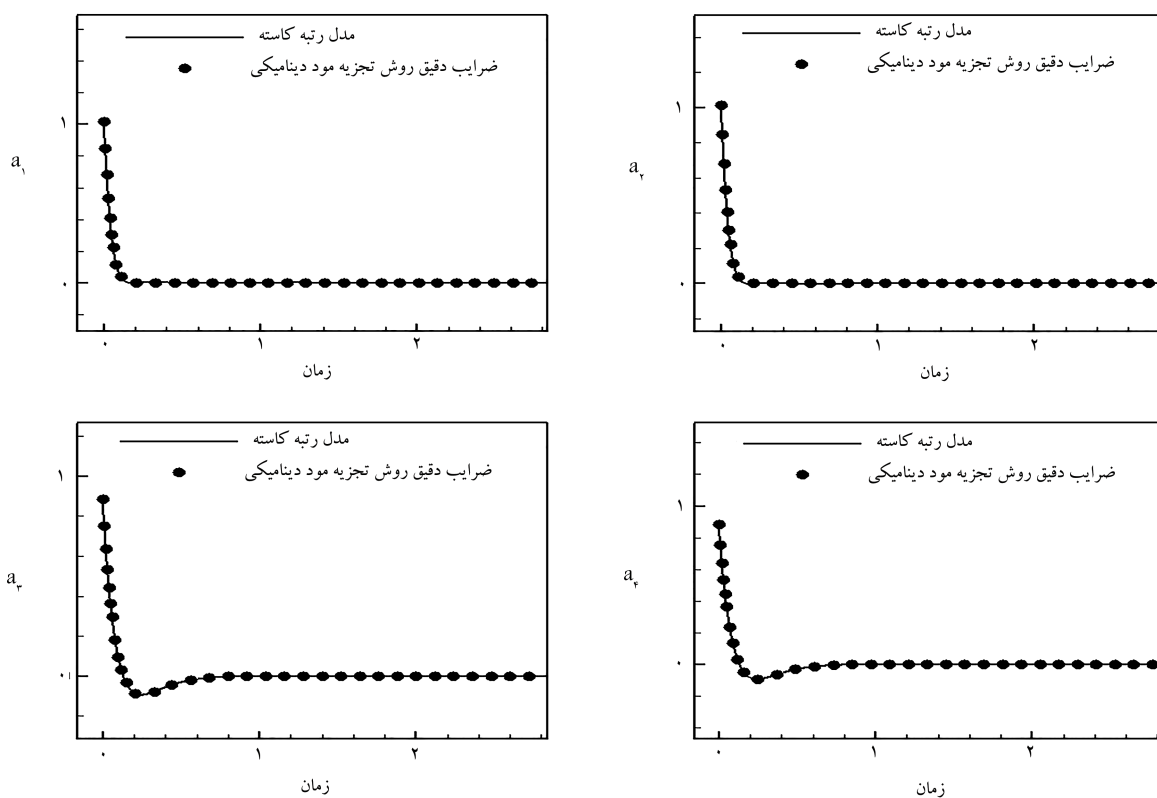 مدل رتبه کاسته
ضرایب دقیق روش تجزیه مود دینامیکی
۱
۰
a۱
۰ ۱ ۲
زمان
مدل رتبه کاسته
ضرایب دقیق روش تجزیه مود دینامیکی
۱
۰
a۲
۰ ۱ ۲
زمان
مدل رتبه کاسته
ضرایب دقیق روش تجزیه مود دینامیکی
۱
۰
a۳
۰ ۱ ۲
زمان
مدل رتبه کاسته
ضرایب دقیق روش تجزیه مود دینامیکی
۱
۰
a۴
۰ ۱ ۲
زمان